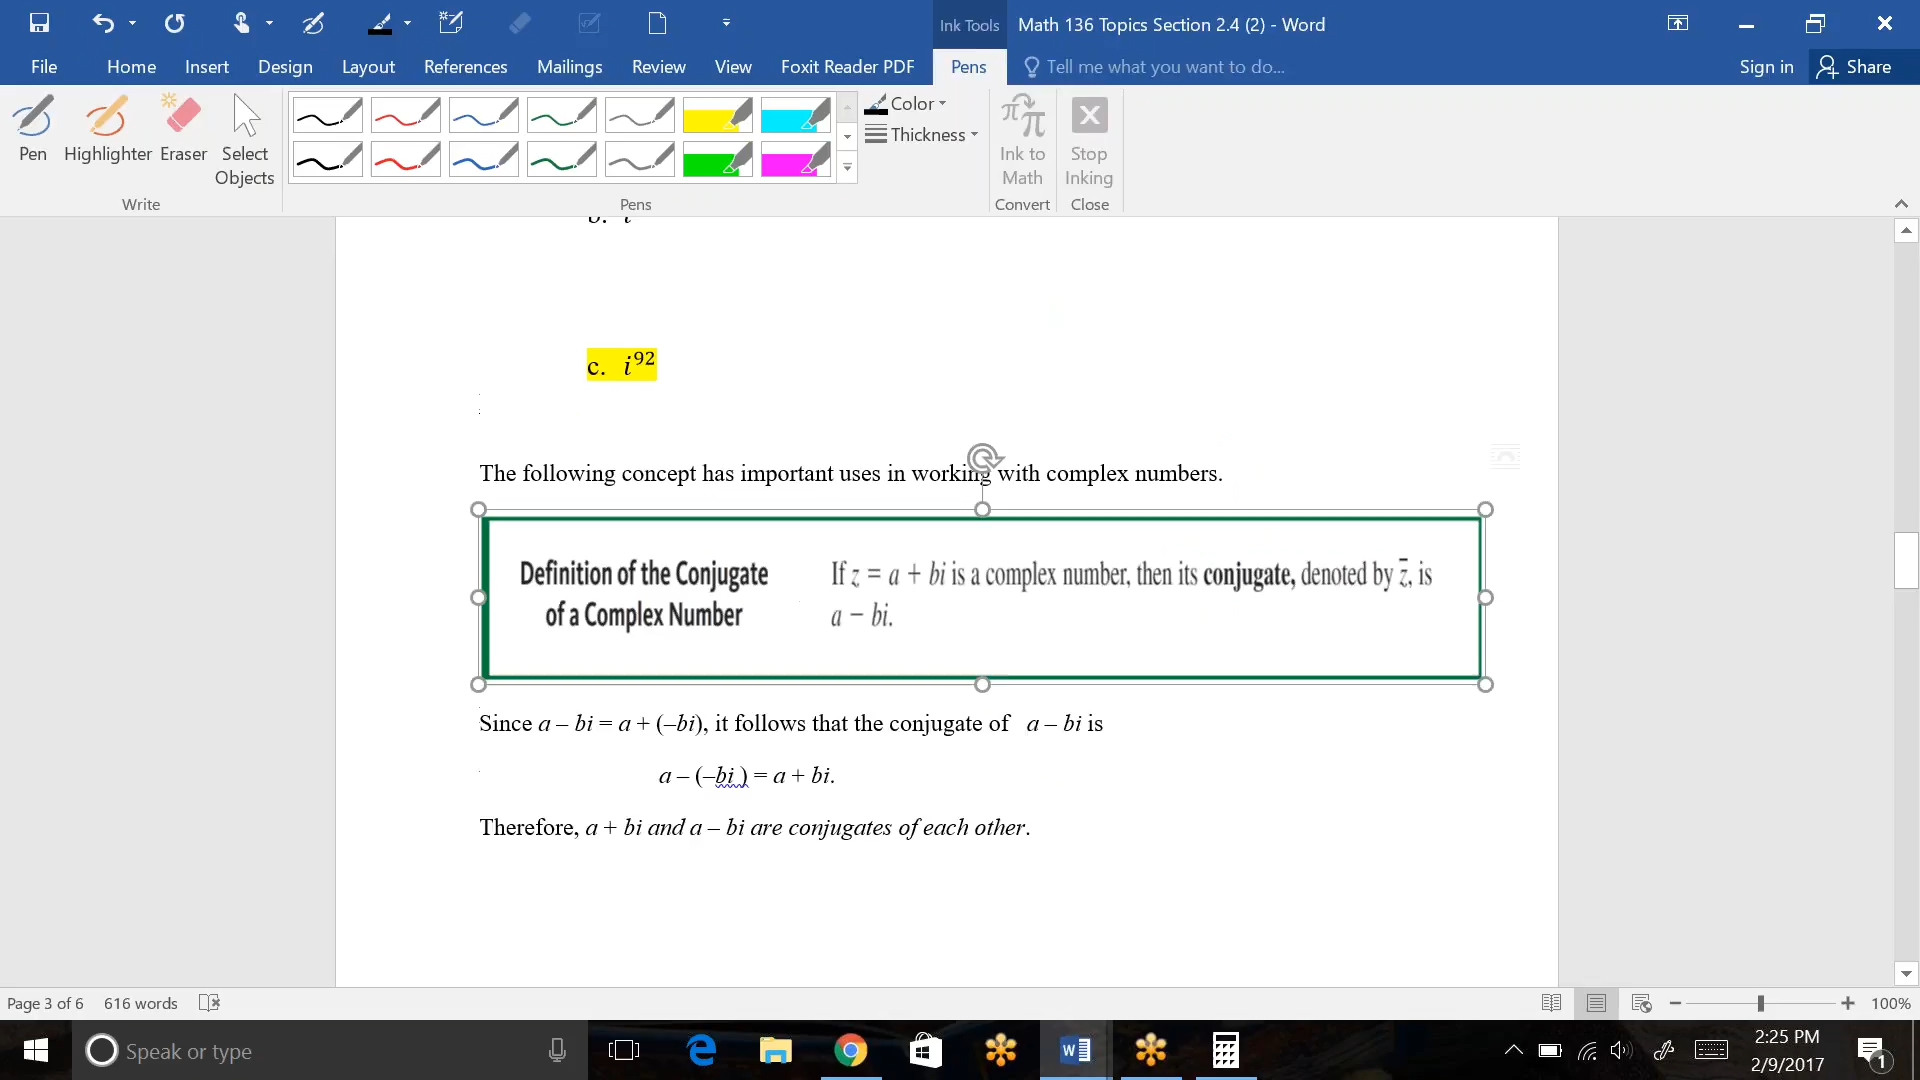 Ink Tools
Math 136 Topics Section 2.4 (2) - Word
File Home Insert Design Layout References Mailings Review View Foxit Reader PDF Pens Tell me what you want to do... Sign in Share
Pen Highlighter Eraser Select Objects
Color
Thickness
Ink to Math
Stop Inking
Write Pens Convert Close
c. i^92
The following concept has important uses in working with complex numbers.
Definition of the Conjugate of a Complex Number
If z = a + bi is a complex number, then its conjugate, denoted by z̅, is
a − bi.
Since a – bi = a + (–bi), it follows that the conjugate of a – bi is
a – (–bi ) = a + bi.
Therefore, a + bi and a – bi are conjugates of each other.
Page 3 of 6 616 words 100%
Speak or type
2:25 PM
2/9/2017
1